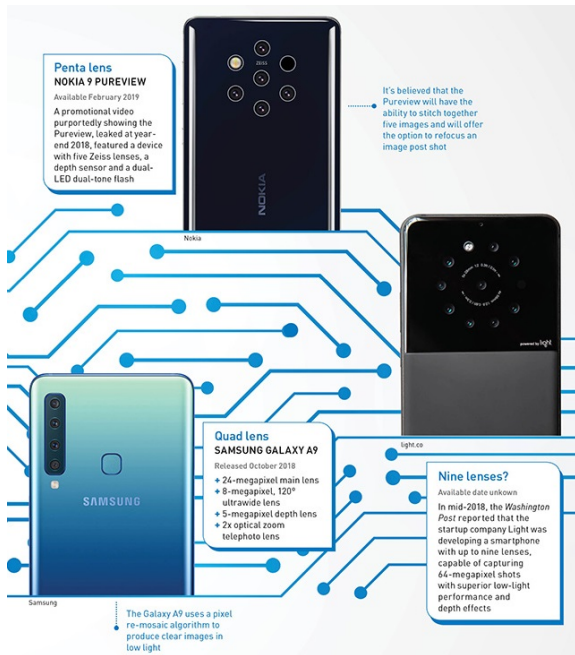 Penta lens
NOKIA 9 PUREVIEW
Available February 2019
A promotional video
purportedly showing the
Pureview, leaked at year-
end 2018, featured a device
with five Zeiss lenses, a
depth sensor and a dual-
LED dual-tone flash
ZEISS
NOKIA
It's believed that the
Pureview will have the
ability to stitch together
five images and will offer
the option to refocus an
image post shot
Nokia
powered by light
light.co
SAMSUNG
Samsung
Quad lens
SAMSUNG GALAXY A9
Released October 2018
+ 24-megapixel main lens
+ 8-megapixel, 120°
ultrawide lens
+ 5-megapixel depth lens
+ 2x optical zoom
telephoto lens
The Galaxy A9 uses a pixel
re-mosaic algorithm to
produce clear images in
low light
Nine lenses?
Available date unkown
In mid-2018, the Washington
Post reported that the
startup company Light was
developing a smartphone
with up to nine lenses,
capable of capturing
64-megapixel shots
with superior low-light
performance and
depth effects